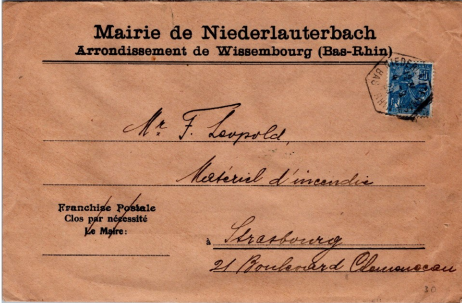 Mairie de Niederlauterbach
Arrondissement de Wissembourg (Bas-Rhin)
Mr F. Leopold,
Matériel d'incendie
Franchise Postale
Clos par nécessité
Le Maire:
à Strasbourg
21 Boulevard Clemenceau